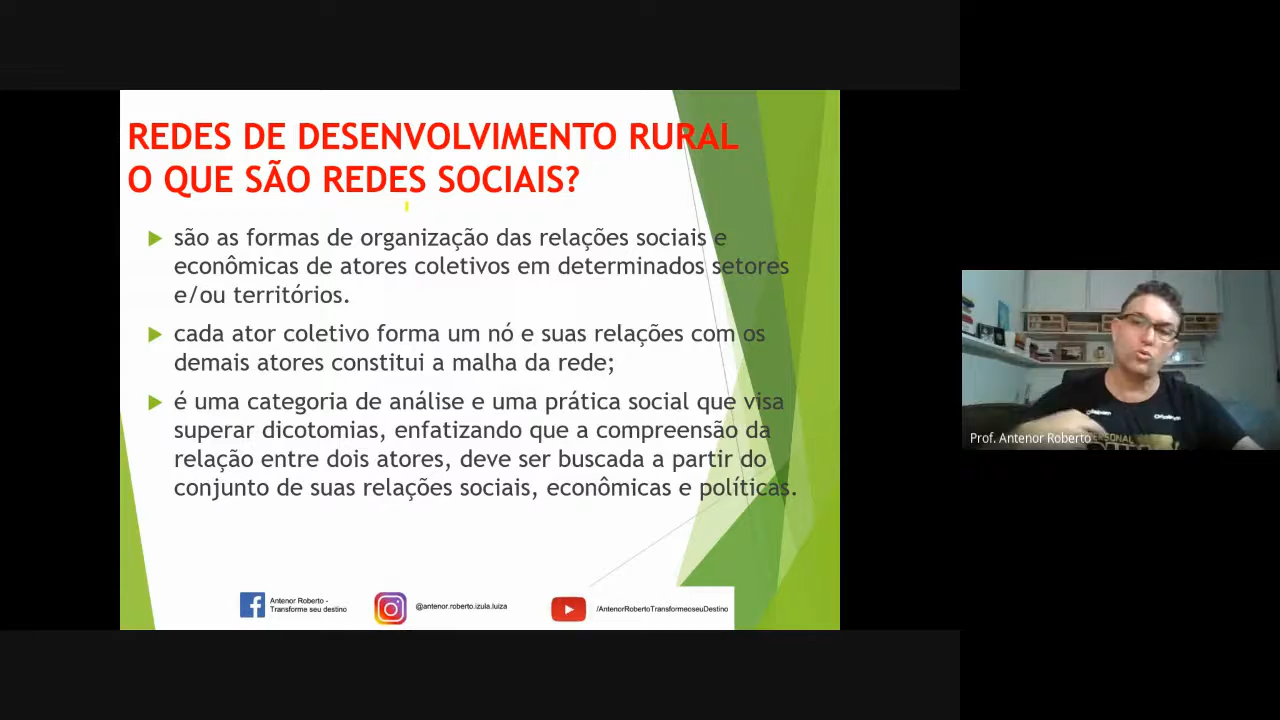 REDES DE DESENVOLVIMENTO RURAL
O QUE SÃO REDES SOCIAIS?
são as formas de organização das relações sociais e
econômicas de atores coletivos em determinados setores
e/ou territórios.
cada ator coletivo forma um nó e suas relações com os
demais atores constitui a malha da rede;
é uma categoria de análise e uma prática social que visa
superar dicotomias, enfatizando que a compreensão da
relação entre dois atores, deve ser buscada a partir do
conjunto de suas relações sociais, econômicas e políticas.
Antenor Roberto -
Transforme seu destino
@antenor.roberto.izula.luiza
/AntenorRobertoTransformeoseuDestino
Prof. Antenor Roberto